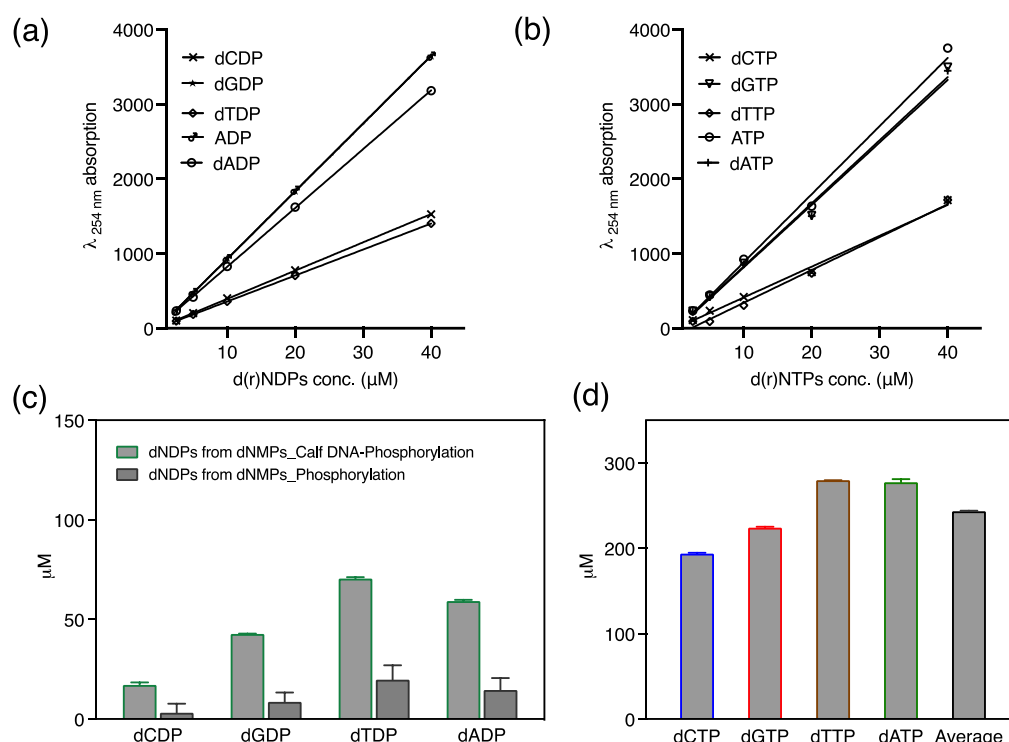 (a)
4000
3000
2000
1000
0
λ 254 nm absorption
dCDP
dGDP
dTDP
ADP
dADP
10
20
30
40
d(r)NDPs conc. (μM)
(b)
4000
3000
2000
1000
0
λ 254 nm absorption
dCTP
dGTP
dTTP
ATP
dATP
10
20
30
40
d(r)NTPs conc. (μM)
(c)
150
100
50
0
μM
dNDPs from dNMPs_Calf DNA-Phosphorylation
dNDPs from dNMPs_Phosphorylation
dCDP
dGDP
dTDP
dADP
(d)
300
200
100
0
μM
dCTP
dGTP
dTTP
dATP
Average